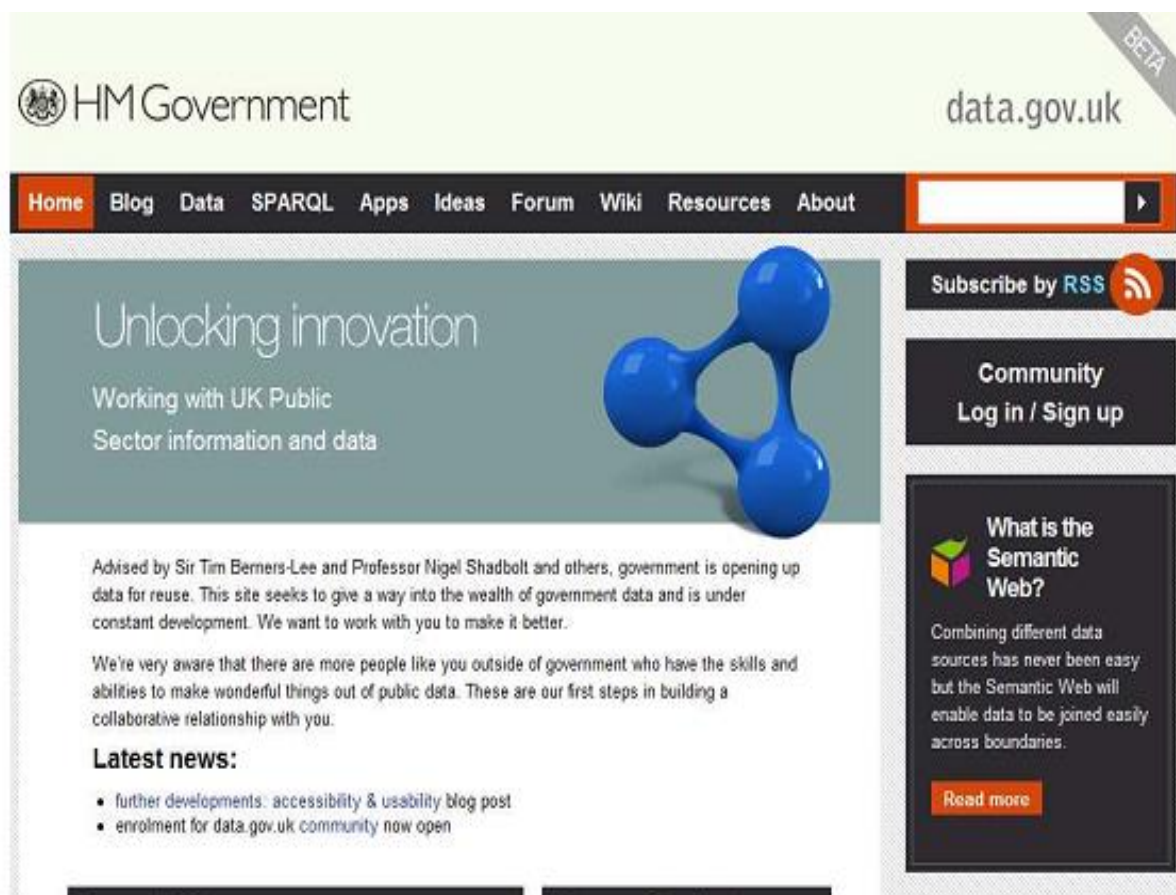 BETA
HM Government
data.gov.uk
Home Blog Data SPARQL Apps Ideas Forum Wiki Resources About
Unlocking innovation
Working with UK Public
Sector information and data
Advised by Sir Tim Berners-Lee and Professor Nigel Shadbolt and others, government is opening up
data for reuse. This site seeks to give a way into the wealth of government data and is under
constant development. We want to work with you to make it better.
We're very aware that there are more people like you outside of government who have the skills and
abilities to make wonderful things out of public data. These are our first steps in building a
collaborative relationship with you.
Latest news:
further developments: accessibility & usability blog post
enrolment for data.gov.uk community now open
Subscribe by RSS
Community
Log in / Sign up
What is the
Semantic
Web?
Combining different data
sources has never been easy
but the Semantic Web will
enable data to be joined easily
across boundaries.
Read more